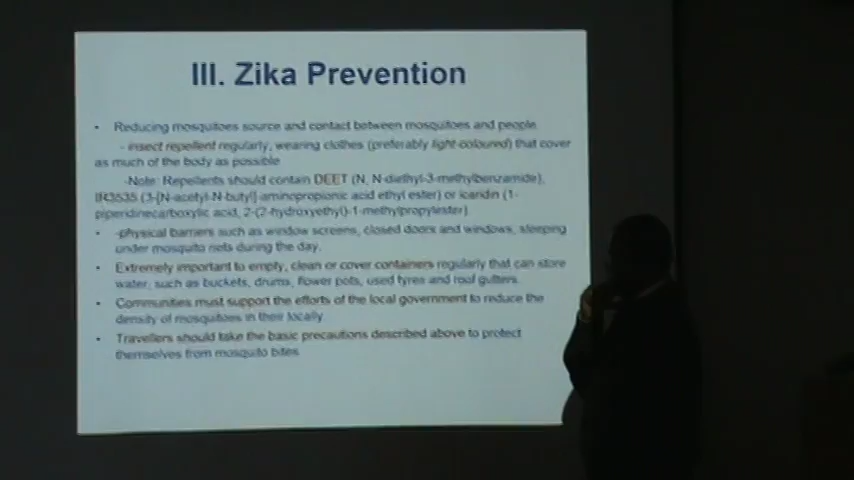 III. Zika Prevention
• Reducing mosquitoes source and contact between mosquitoes and people
- insect repellent regularly, wearing clothes (preferably light-coloured) that cover
as much of the body as possible
-Note: Repellents should contain DEET (N, N-diethyl-3-methylbenzamide),
IR3535 (3-[N-acetyl-N-butyl]-aminopropionic acid ethyl ester) or icaridin (1-
piperidinecarboxylic acid, 2-(2-hydroxyethyl)-1-methylpropylester)
• -physical barriers such as window screens, closed doors and windows, sleeping
under mosquito nets during the day.
• Extremely important to empty, clean or cover containers regularly that can store
water, such as buckets, drums, flower pots, used tyres and roof gutters.
• Communities must support the efforts of the local government to reduce the
density of mosquitoes in their locally.
• Travellers should take the basic precautions described above to protect
themselves from mosquito bites